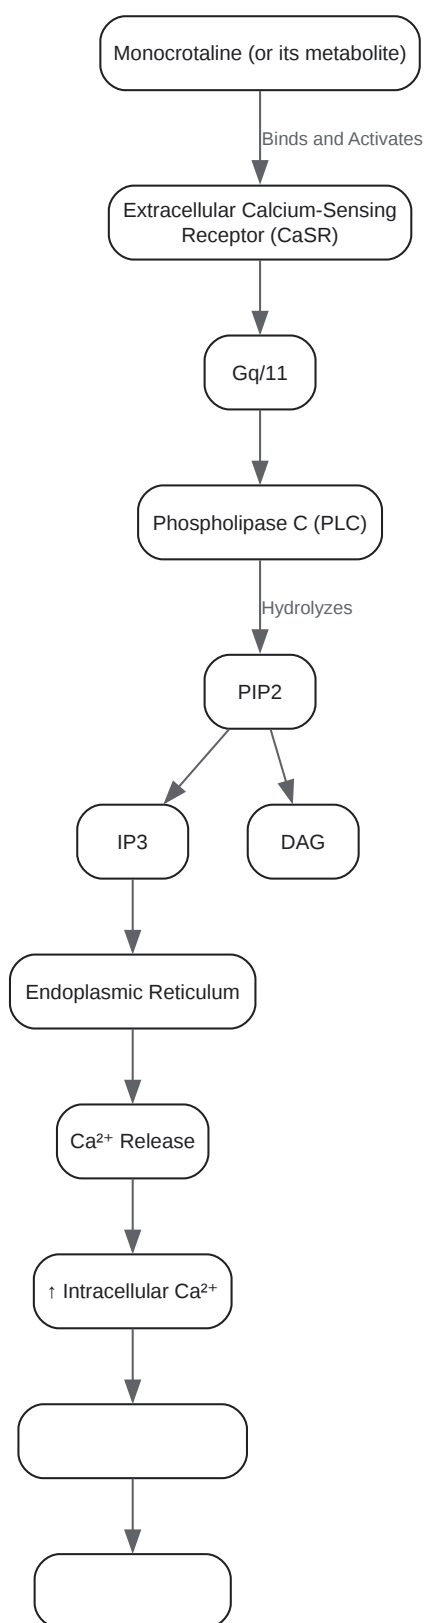 Monocrotaline (or its metabolite)
Binds and Activates
Extracellular Calcium-Sensing
Receptor (CaSR)
Gq/11
Phospholipase C (PLC)
Hydrolyzes
PIP2
IP3
DAG
Endoplasmic Reticulum
Ca²⁺ Release
↑ Intracellular Ca²⁺